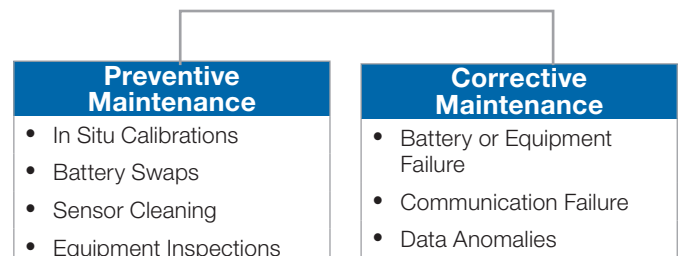 Preventive
Maintenance
• In Situ Calibrations
• Battery Swaps
• Sensor Cleaning
• Equipment Inspections
Corrective
Maintenance
• Battery or Equipment
Failure
• Communication Failure
• Data Anomalies